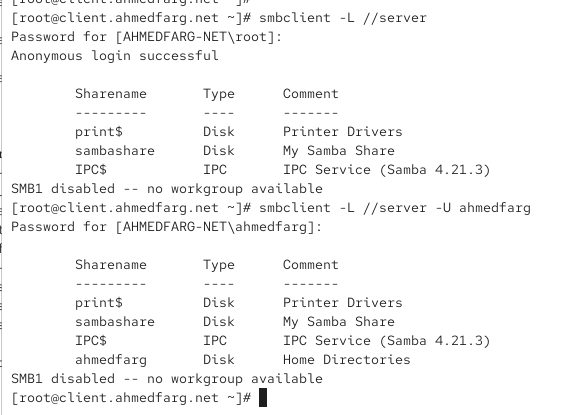 [root@client.ahmedfarg.net ~]#
[root@client.ahmedfarg.net ~]# smbclient -L //server
Password for [AHMEDFARG-NET\root]:
Anonymous login successful
Sharename Type Comment
--------- ---- -------
print$ Disk Printer Drivers
sambashare Disk My Samba Share
IPC$ IPC IPC Service (Samba 4.21.3)
SMB1 disabled -- no workgroup available
[root@client.ahmedfarg.net ~]# smbclient -L //server -U ahmedfarg
Password for [AHMEDFARG-NET\ahmedfarg]:
Sharename Type Comment
--------- ---- -------
print$ Disk Printer Drivers
sambashare Disk My Samba Share
IPC$ IPC IPC Service (Samba 4.21.3)
ahmedfarg Disk Home Directories
SMB1 disabled -- no workgroup available
[root@client.ahmedfarg.net ~]#